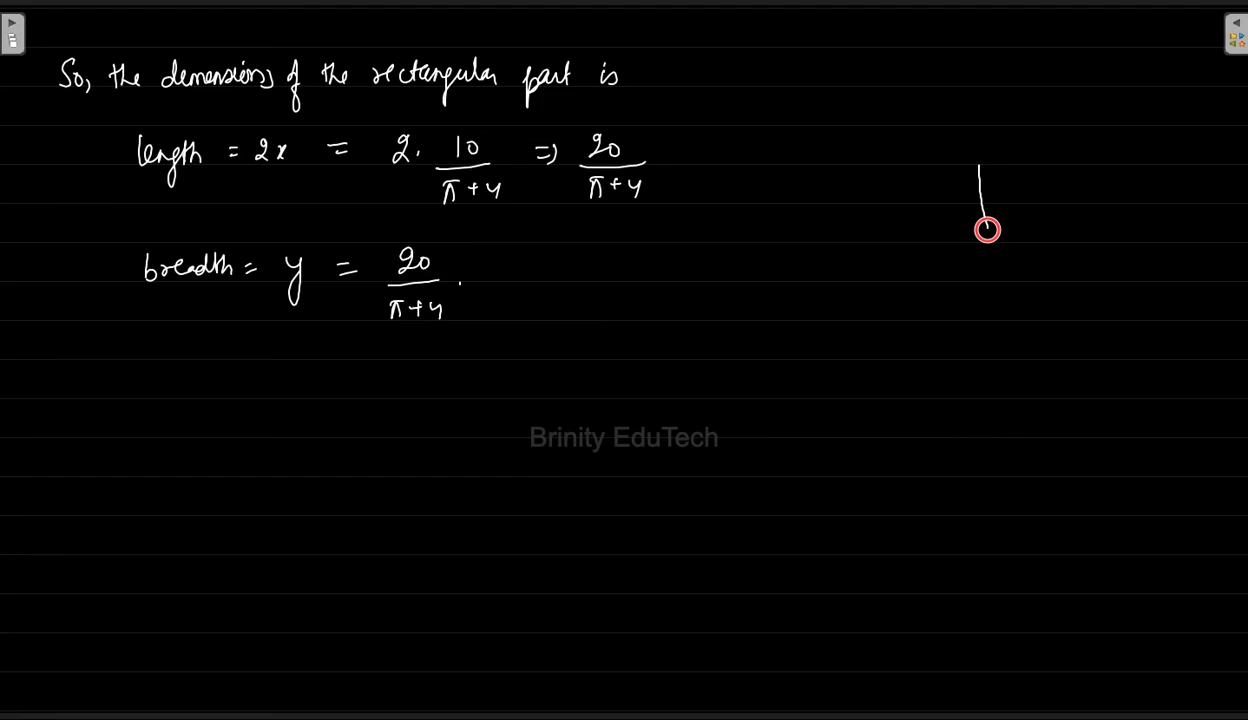 So, the demensions of the rectangular part is
length = 2x = 2. 10/(π+4) => 20/(π+4)
breadth = y = 20/(π+4).
Brinity EduTech